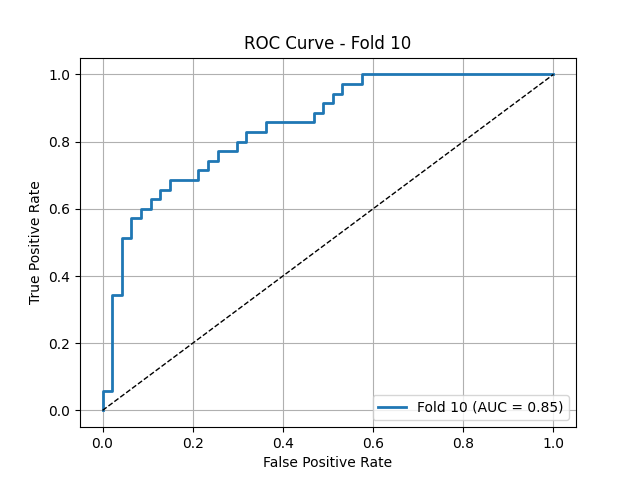 ROC Curve - Fold 10
True Positive Rate
1.0
0.8
0.6
0.4
0.2
0.0
Fold 10 (AUC = 0.85)
0.0 0.2 0.4 0.6 0.8 1.0
False Positive Rate